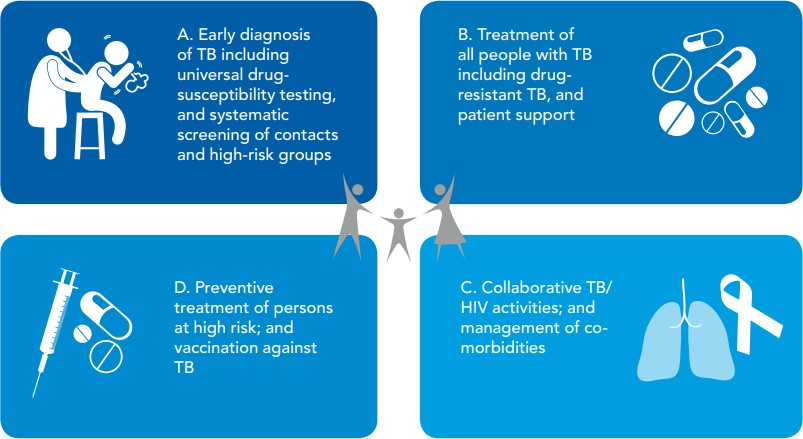 A. Early diagnosis
of TB including
universal drug-
susceptibility testing,
and systematic
screening of contacts
and high-risk groups
B. Treatment of
all people with TB
including drug-
resistant TB, and
patient support
D. Preventive
treatment of persons
at high risk; and
vaccination against
TB
C. Collaborative TB/
HIV activities; and
management of co-
morbidities